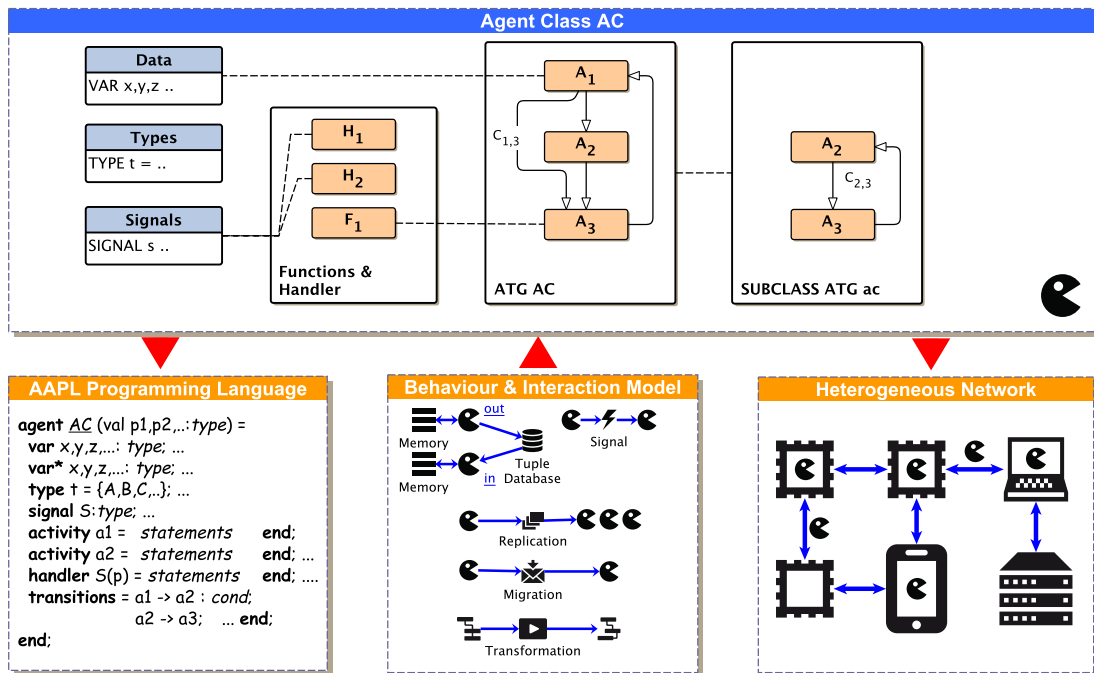 Agent Class AC
Data
VAR x,y,z ..
Types
TYPE t = ..
Signals
SIGNAL s ..
H1
H2
F1
Functions &
Handler
A1
C1,3
A2
A3
ATG AC
A2
C2,3
A3
SUBCLASS ATG ac
AAPL Programming Language
agent AC (val p1,p2,..:type) =
var x,y,z,...: type; ...
var* x,y,z,...: type; ...
type t = {A,B,C,..}; ...
signal S:type; ...
activity a1 = statements end;
activity a2 = statements end; ...
handler S(p) = statements end; ....
transitions = a1 -> a2 : cond;
a2 -> a3; ... end;
end;
Behaviour & Interaction Model
out
Memory
Signal
Tuple
Database
in
Memory
Replication
Migration
Transformation
Heterogeneous Network